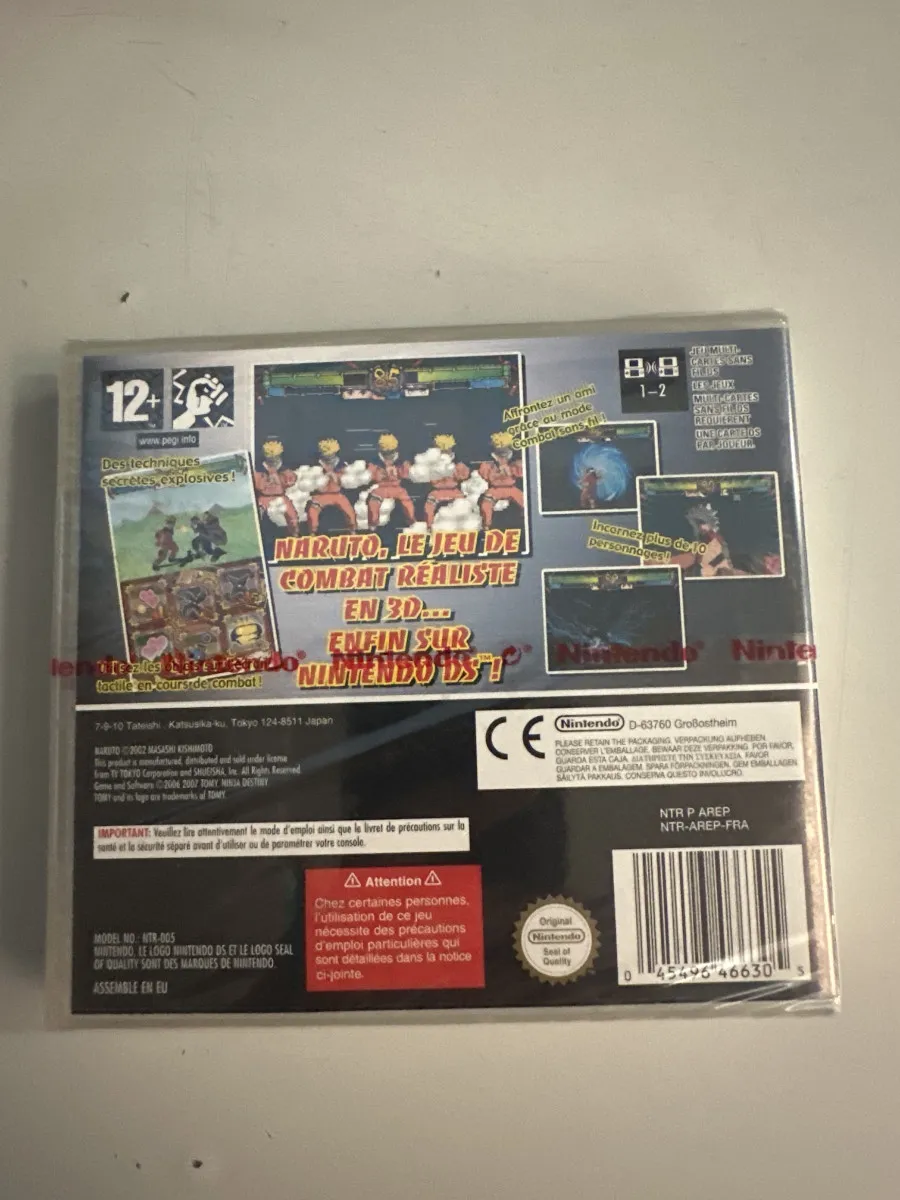 12+
www.pegi.info
Des techniques
secrètes explosives !
85
Affrontez un ami
grâce au mode
combat sans fil !
1-2
JEU MULTI-
CARTES SANS
FIL DS
LES JEUX
MULTI-CARTES
SANS FIL DS
REQUIÈRENT
UNE CARTE DS
PAR JOUEUR.
Incarnez plus de 10
personnages !
NARUTO, LE JEU DE
COMBAT RÉALISTE
EN 3D...
ENFIN SUR
NINTENDO DS™ !
tactile en cours de combat !
Nintendo® Nintendo® Nintendo®
7-9-10 Tateishi, Katsusika-ku, Tokyo 124-8511 Japan
NARUTO © 2002 MASASHI KISHIMOTO
This product is manufactured, distributed and sold under license
from TV TOKYO Corporation and SHUEISHA, Inc. All Rights Reserved.
Game and Software © 2006 2007 TOMY. NINJA DESTINY.
TOMY and its logo are trademarks of TOMY.
CE
Nintendo D-63760 Großostheim
PLEASE RETAIN THE PACKAGING. VERPACKUNG AUFHEBEN.
CONSERVER L'EMBALLAGE. BEWAAR DEZE VERPAKKING. POR FAVOR,
GUARDA ESTA CAJA. ΔΙΑΤΗΡΗΣΤΕ ΤΗΝ ΣΥΣΚΕΥΑΣΙΑ. FAVOR
GUARDAR A EMBALAGEM. SPARA FÖRPACKNINGEN. GEM EMBALLAGEN.
SÄILYTÄ PAKKAUS. CONSERVA QUESTO INVOLUCRO.
NTR P AREP
NTR-AREP-FRA
IMPORTANT: Veuillez lire attentivement le mode d'emploi ainsi que le livret de précautions sur la
santé et la sécurité séparé avant d'utiliser ou de paramétrer votre console.
Attention
Chez certaines personnes,
l'utilisation de ce jeu
nécessite des précautions
d'emploi particulières qui
sont détaillées dans la notice
ci-jointe.
MODEL NO.: NTR-005
NINTENDO, LE LOGO NINTENDO DS ET LE LOGO SEAL
OF QUALITY SONT DES MARQUES DE NINTENDO.
ASSEMBLE EN EU
Original
Nintendo
Seal of
Quality
0 45496 46630 5